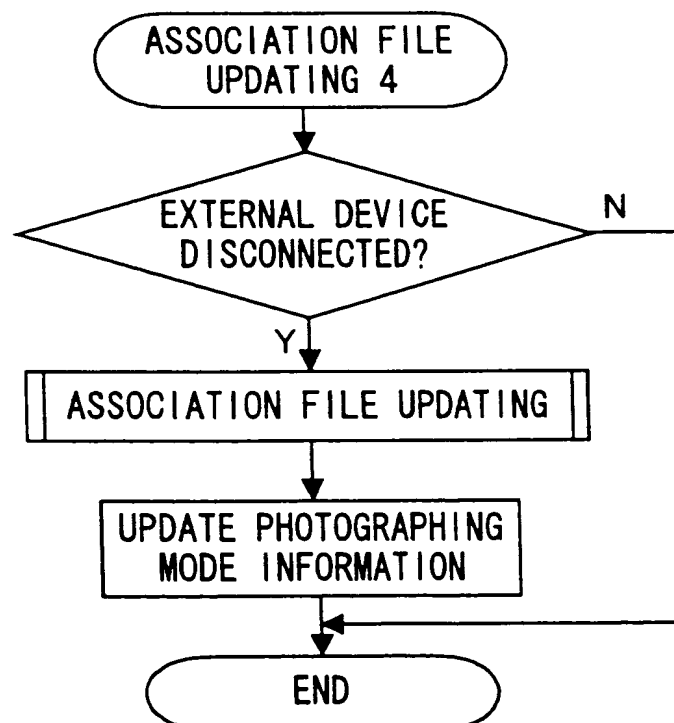 ASSOCIATION FILE
UPDATING 4
EXTERNAL DEVICE
DISCONNECTED?
N
Y
ASSOCIATION FILE UPDATING
UPDATE PHOTOGRAPHING
MODE INFORMATION
END